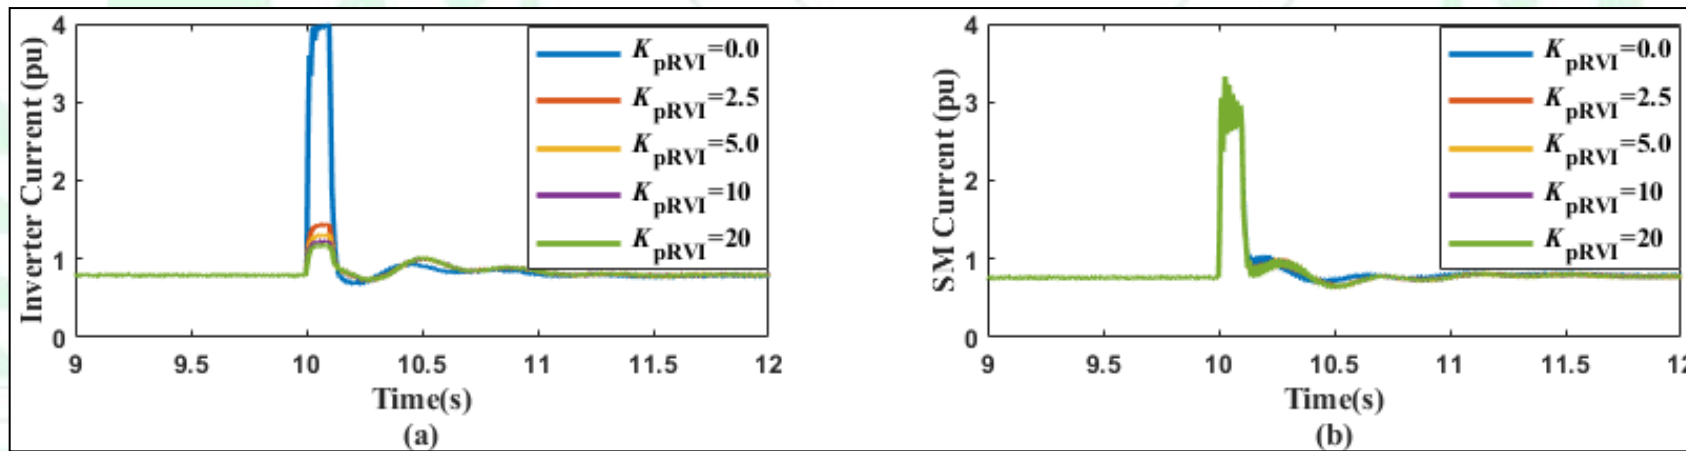 Inverter Current (pu)
4
3
2
1
0
9
9.5
10
10.5
11
11.5
12
Time(s)
(a)
KpRVI=0.0
KpRVI=2.5
KpRVI=5.0
KpRVI=10
KpRVI=20
SM Current (pu)
4
3
2
1
0
9
9.5
10
10.5
11
11.5
12
Time(s)
(b)
KpRVI=0.0
KpRVI=2.5
KpRVI=5.0
KpRVI=10
KpRVI=20